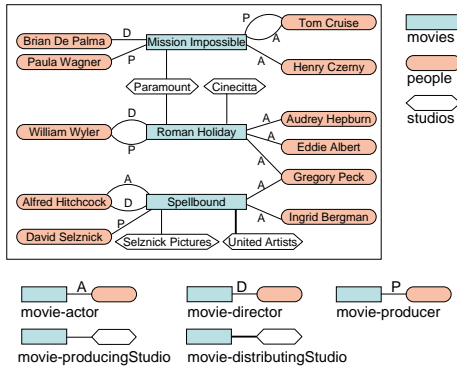 P
Tom Cruise
Brian De Palma
D
Mission Impossible
A
movies
Paula Wagner
P
A
Henry Czerny
people
Paramount
Cinecitta
studios
D
A
Audrey Hepburn
William Wyler
Roman Holiday
A
Eddie Albert
P
A
Gregory Peck
A
A
Alfred Hitchcock
D
Spellbound
P
A
Ingrid Bergman
David Selznick
Selznick Pictures
United Artists
A
D
P
movie-actor
movie-director
movie-producer
movie-producingStudio
movie-distributingStudio